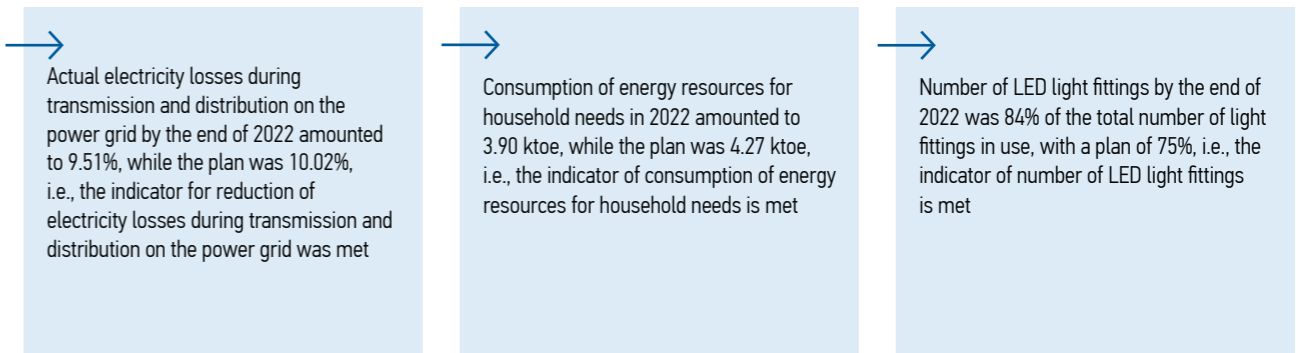 Actual electricity losses during
transmission and distribution on the
power grid by the end of 2022 amounted
to 9.51%, while the plan was 10.02%,
i.e., the indicator for reduction of
electricity losses during transmission and
distribution on the power grid was met
Consumption of energy resources for
household needs in 2022 amounted to
3.90 ktoe, while the plan was 4.27 ktoe,
i.e., the indicator of consumption of energy
resources for household needs is met
Number of LED light fittings by the end of
2022 was 84% of the total number of light
fittings in use, with a plan of 75%, i.e., the
indicator of number of LED light fittings
is met